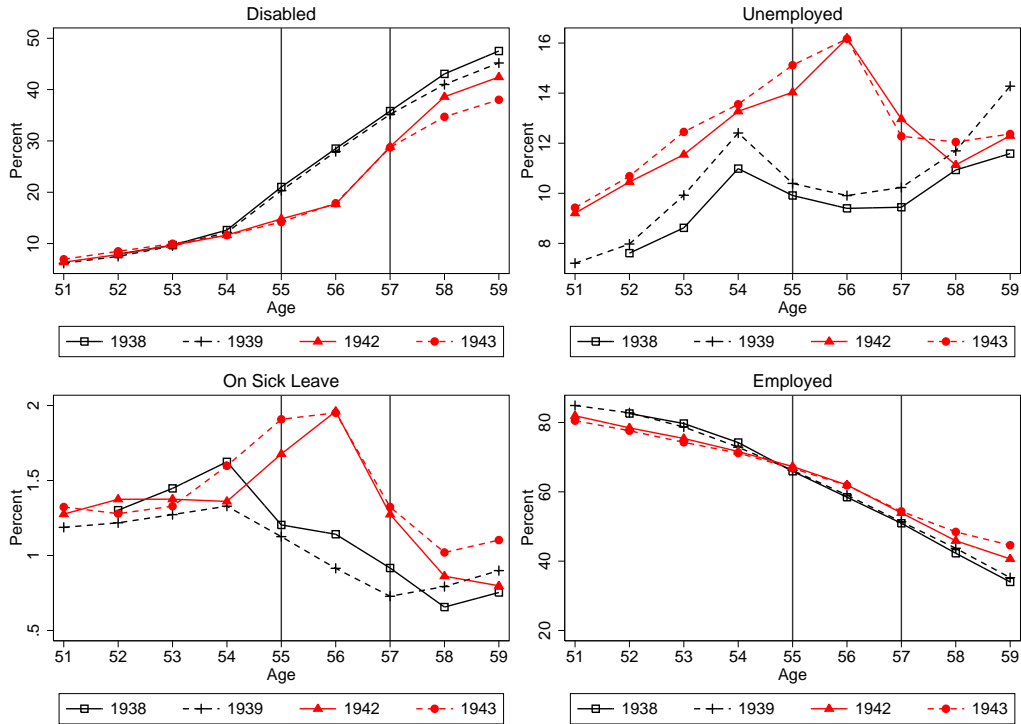 Disabled
Percent
50
40
30
20
10
51 52 53 54 55 56 57 58 59
Age
1938 1939 1942 1943
Unemployed
Percent
16
14
12
10
8
51 52 53 54 55 56 57 58 59
Age
1938 1939 1942 1943
On Sick Leave
Percent
2
1.5
1
.5
51 52 53 54 55 56 57 58 59
Age
1938 1939 1942 1943
Employed
Percent
80
60
40
20
51 52 53 54 55 56 57 58 59
Age
1938 1939 1942 1943